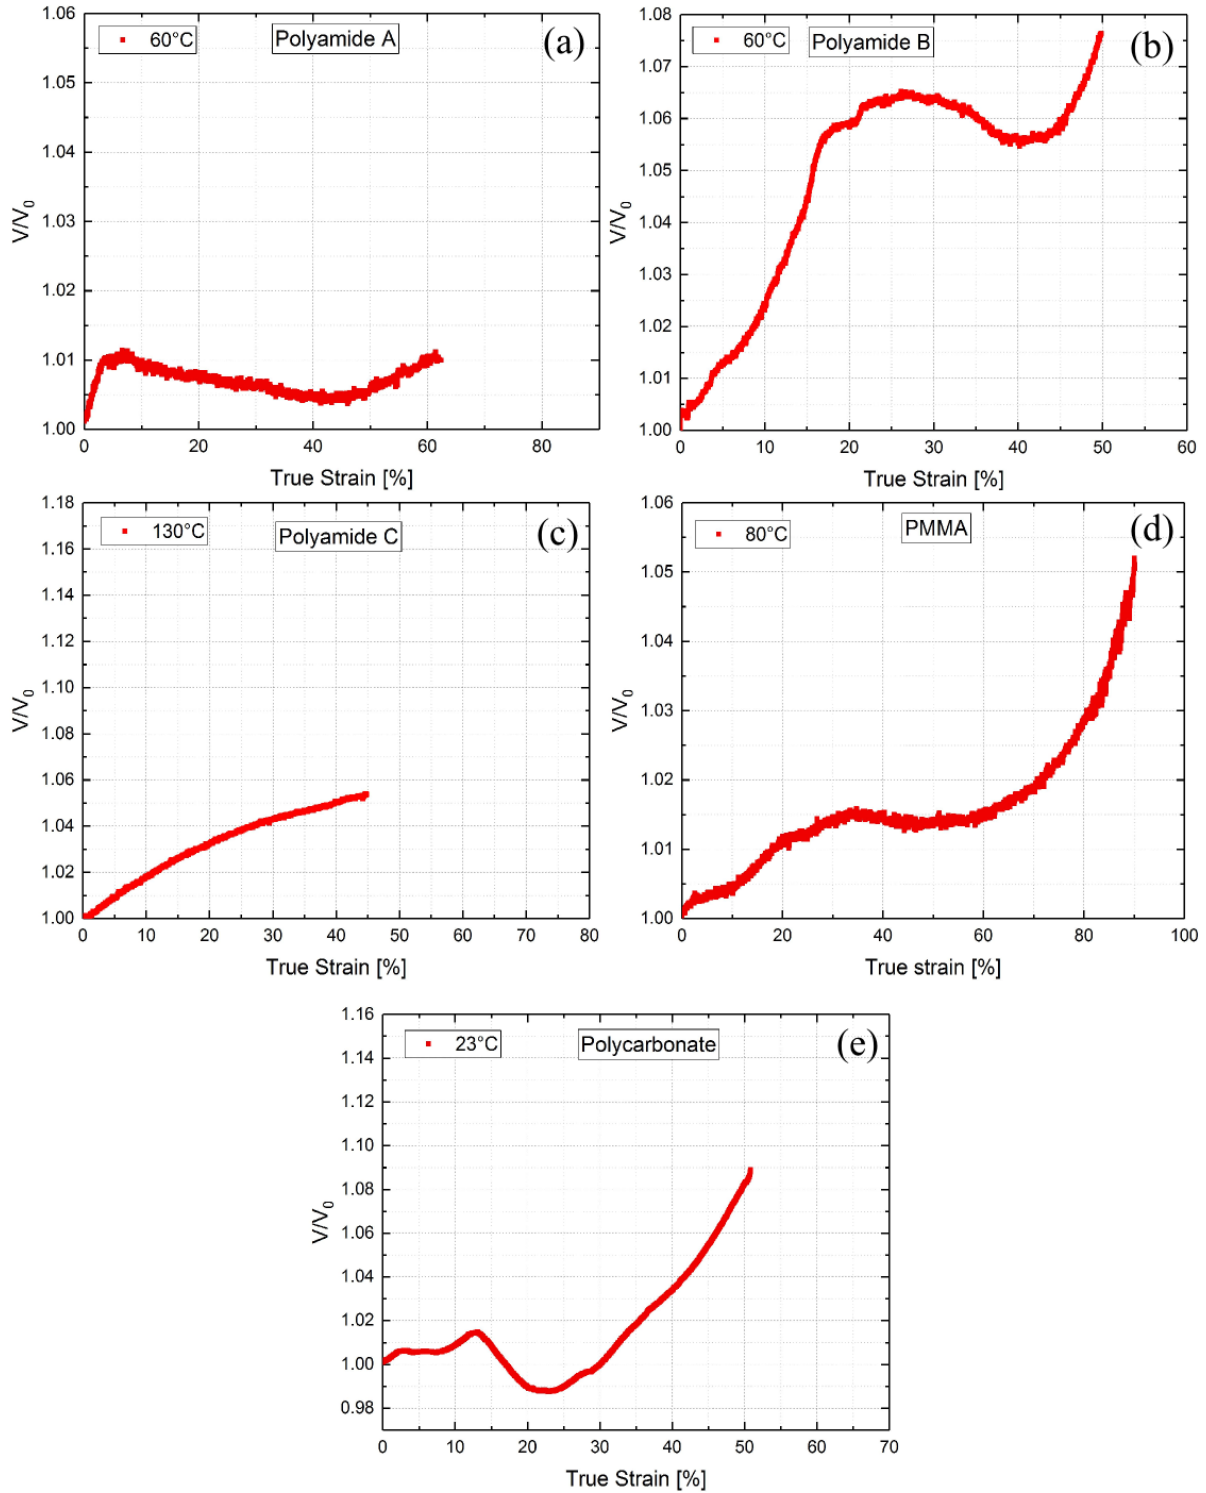 60°C
Polyamide A
(a)
1.06
1.05
1.04
1.03
1.02
1.01
1.00
V/V0
0 20 40 60 80
True Strain [%]
60°C
Polyamide B
(b)
1.08
1.07
1.06
1.05
1.04
1.03
1.02
1.01
1.00
V/V0
0 10 20 30 40 50 60
True Strain [%]
130°C
Polyamide C
(c)
1.18
1.16
1.14
1.12
1.10
1.08
1.06
1.04
1.02
1.00
V/V0
0 10 20 30 40 50 60 70 80
True Strain [%]
80°C
PMMA
(d)
1.06
1.05
1.04
1.03
1.02
1.01
1.00
V/V0
0 20 40 60 80 100
True strain [%]
23°C
Polycarbonate
(e)
1.16
1.14
1.12
1.10
1.08
1.06
1.04
1.02
1.00
0.98
V/V0
0 10 20 30 40 50 60 70
True Strain [%]